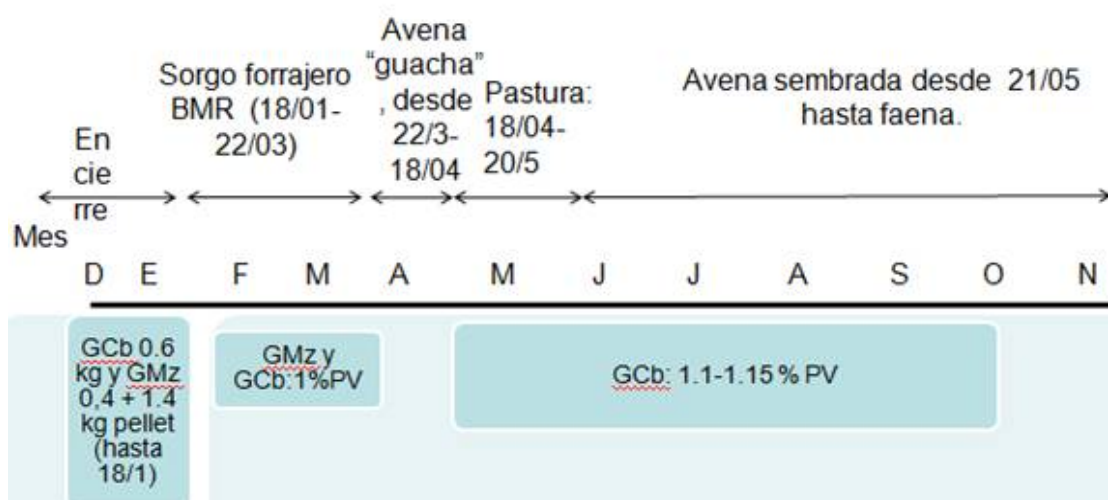 En
cie
rre
Sorgo forrajero
BMR (18/01-
22/03)
Avena
“guacha”
, desde
22/3-
18/04
Pastura:
18/04-
20/5
Avena sembrada desde 21/05
hasta faena.
Mes
D E F M A M J J A S O N
GCb 0.6
kg y GMz
0,4 + 1.4
kg pellet
(hasta
18/1)
GMz y
GCb:1%PV
GCb: 1.1-1.15 % PV